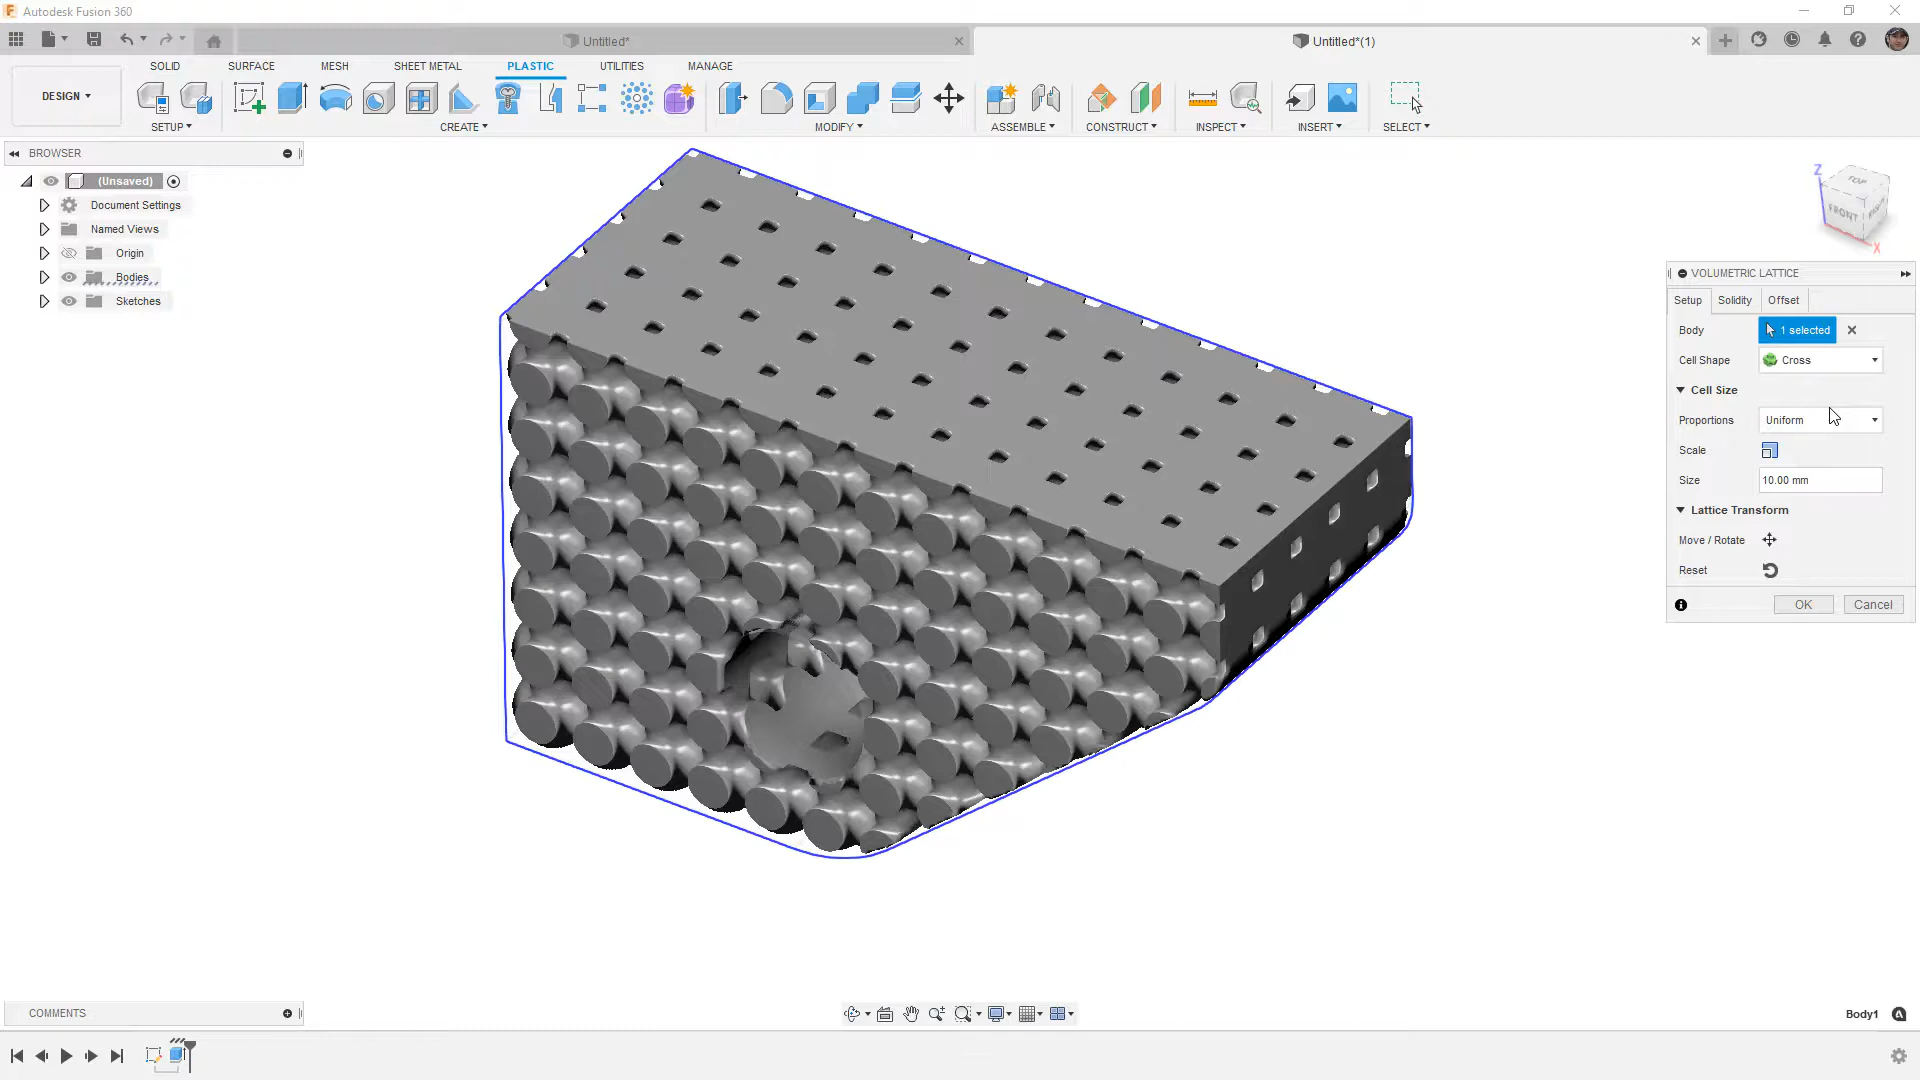 Autodesk Fusion 360
Untitled*
Untitled*(1)
SOLID
SURFACE
MESH
SHEET METAL
PLASTIC
UTILITIES
MANAGE
DESIGN
SETUP
CREATE
MODIFY
ASSEMBLE
CONSTRUCT
INSPECT
INSERT
SELECT
BROWSER
(Unsaved)
Document Settings
Named Views
Origin
Bodies
Sketches
Z
TOP
FRONT
RIGHT
X
VOLUMETRIC LATTICE
Setup
Solidity
Offset
Body
1 selected
Cell Shape
Cross
Cell Size
Proportions
Uniform
Scale
Size
10.00 mm
Lattice Transform
Move / Rotate
Reset
OK
Cancel
COMMENTS
Body1